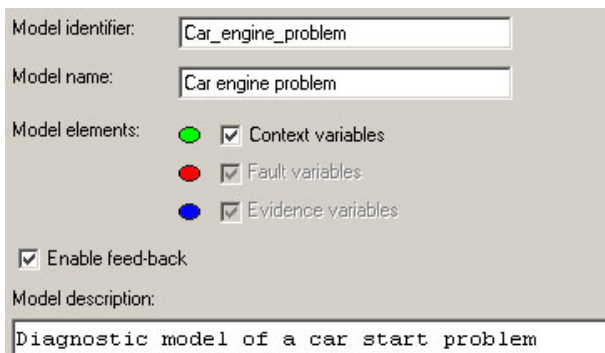 Model identifier: Car_engine_problem
Model name: Car engine problem
Model elements: Context variables
Fault variables
Evidence variables
Enable feed-back
Model description:
Diagnostic model of a car start problem